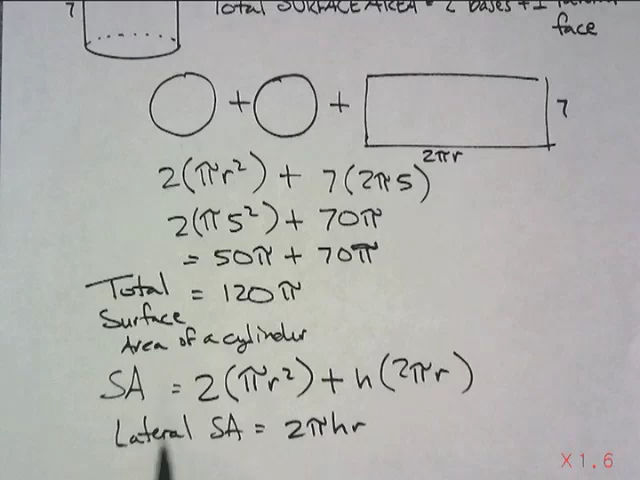 7 Total SURFACE AREA = 2 bases + 1 lateral
face
+ + 7
2πr
2(πr²) + 7(2π5)
2(π5²) + 70π
= 50π + 70π
Total = 120π
Surface
Area of a cylinder
SA = 2(πr²) + h(2πr)
Lateral SA = 2πhr
X1.6